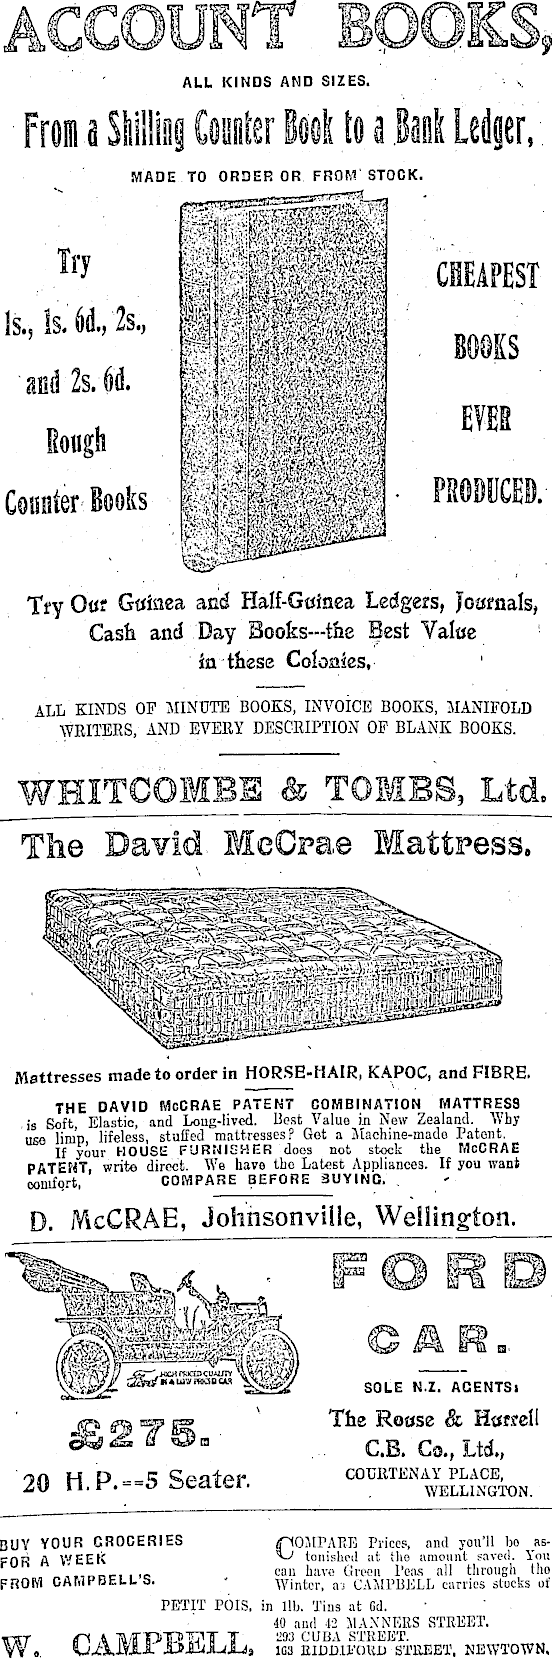 ACCOUNT BOOKS,
ALL KINDS AND SIZES.
From a Shilling Counter Book to a Bank Ledger,
MADE TO ORDER OR FROM STOCK.
Try
1s., 1s. 6d., 2s.,
and 2s. 6d.
Rough
Counter Books
CHEAPEST
BOOKS
EVER
PRODUCED.
Try Our Guinea and Half-Guinea Ledgers, Journals,
Cash and Day Books---the Best Value
in these Colonies.
ALL KINDS OF MINUTE BOOKS, INVOICE BOOKS, MANIFOLD
WRITERS, AND EVERY DESCRIPTION OF BLANK BOOKS.
WHITCOMBE & TOMBS, Ltd.
The David McCrae Mattress.
Mattresses made to order in HORSE-HAIR, KAPOC, and FIBRE.
THE DAVID McCRAE PATENT COMBINATION MATTRESS
is Soft, Elastic, and Long-lived. Best Value in New Zealand. Why
use limp, lifeless, stuffed mattresses? Get a Machine-made Patent.
If your HOUSE FURNISHER does not stock the McCRAE
PATENT, write direct. We have the Latest Appliances. If you want
comfort, COMPARE BEFORE BUYING.
D. McCRAE, Johnsonville, Wellington.
FORD
CAR.
Ford HIGH PRICED QUALITY
IN A LOW PRICED CAR
£275.
20 H.P.==5 Seater.
SOLE N.Z. AGENTS:
The Rouse & Hurrell
C.B. Co., Ltd.,
COURTENAY PLACE,
WELLINGTON.
BUY YOUR GROCERIES
FOR A WEEK
FROM CAMPBELL'S.
COMPARE Prices, and you'll be as-
tonished at the amount saved. You
can have Green Peas all through the
Winter, as CAMPBELL carries stocks of
PETIT POIS, in 1lb. Tins at 6d.
W. CAMPBELL,
40 and 42 MANNERS STREET.
293 CUBA STREET.
163 RIDDIFORD STREET, NEWTOWN.